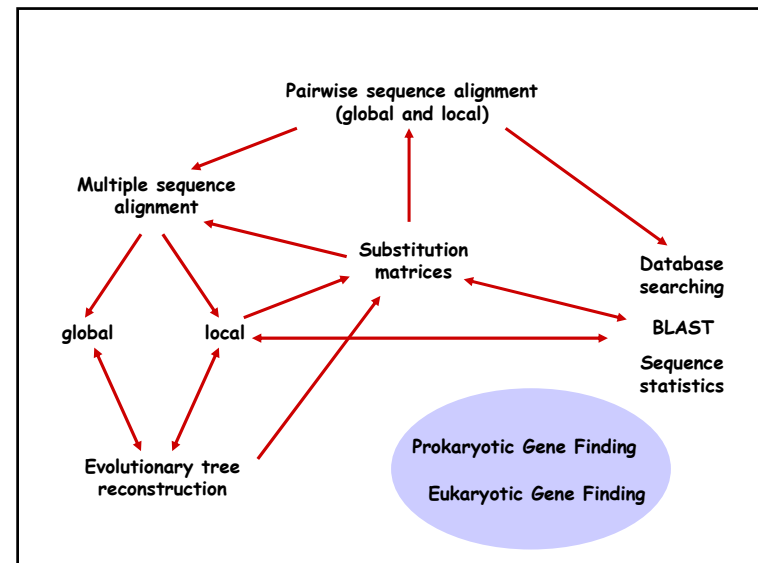 Pairwise sequence alignment
(global and local)
Multiple sequence
alignment
Substitution
matrices
Database
searching
global
local
BLAST
Sequence
statistics
Prokaryotic Gene Finding
Evolutionary tree
reconstruction
Eukaryotic Gene Finding